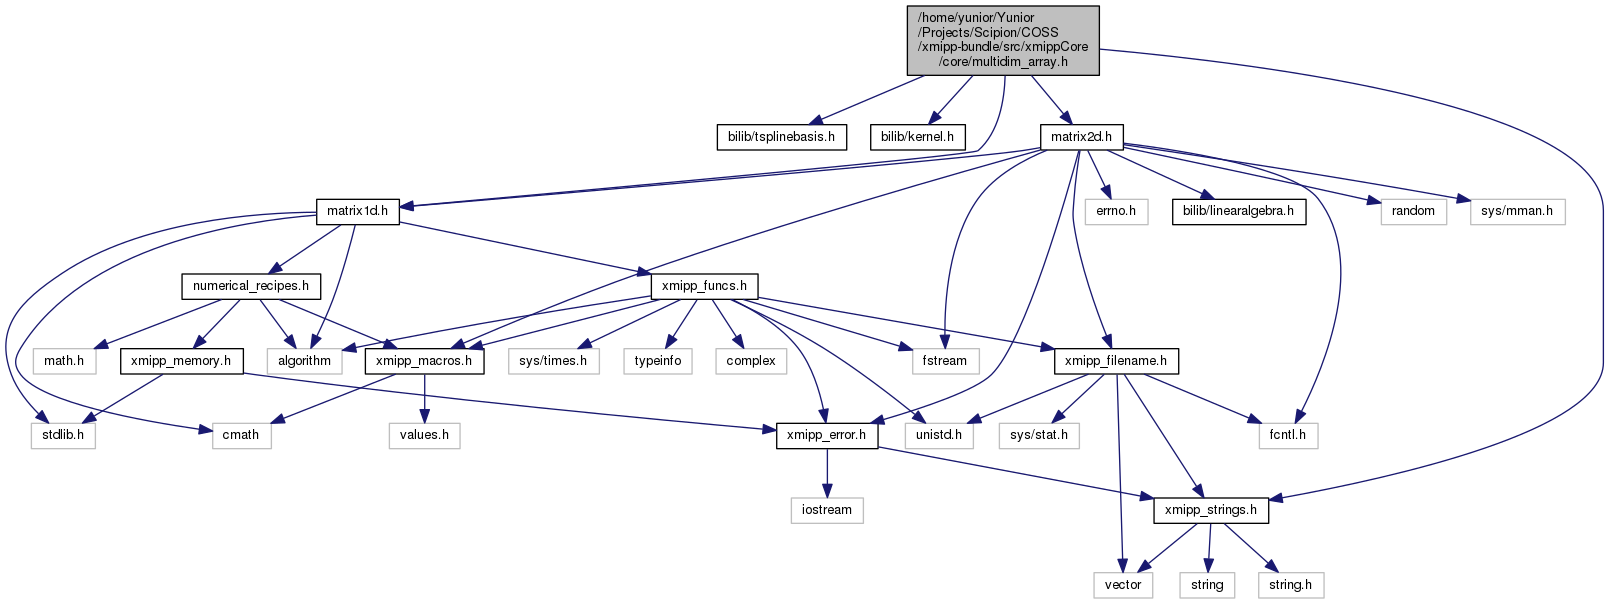 /home/yunior/Yunior
/Projects/Scipion/COSS
/xmipp-bundle/src/xmippCore
/core/multidim_array.h
bilib/tsplinebasis.h
bilib/kernel.h
matrix2d.h
matrix1d.h
errno.h
bilib/linearalgebra.h
random
sys/mman.h
numerical_recipes.h
xmipp_funcs.h
math.h
xmipp_memory.h
algorithm
xmipp_macros.h
sys/times.h
typeinfo
complex
fstream
xmipp_filename.h
stdlib.h
cmath
values.h
xmipp_error.h
unistd.h
sys/stat.h
fcntl.h
iostream
xmipp_strings.h
vector
string
string.h